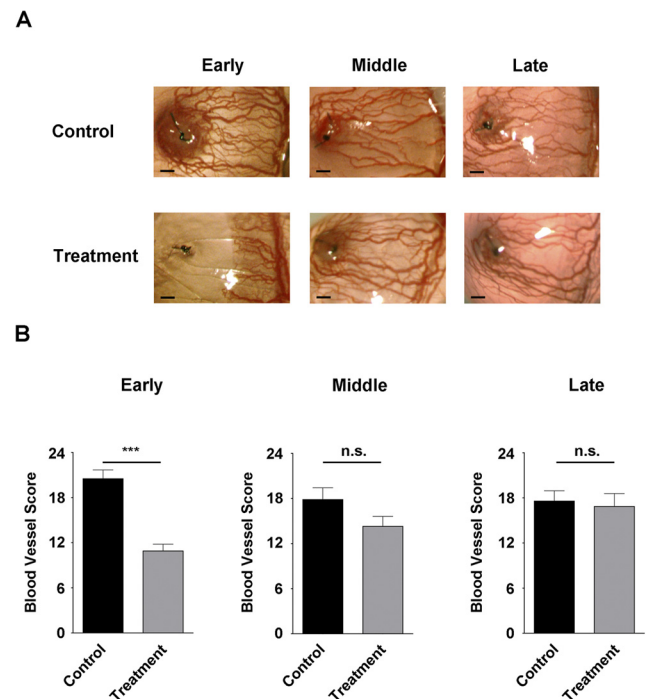 A
Early Middle Late
Control
Treatment
B
Early Middle Late
*** n.s. n.s.
24 24 24
18 18 18
12 12 12
6 6 6
0 0 0
Blood Vessel Score Blood Vessel Score Blood Vessel Score
Control Treatment Control Treatment Control Treatment